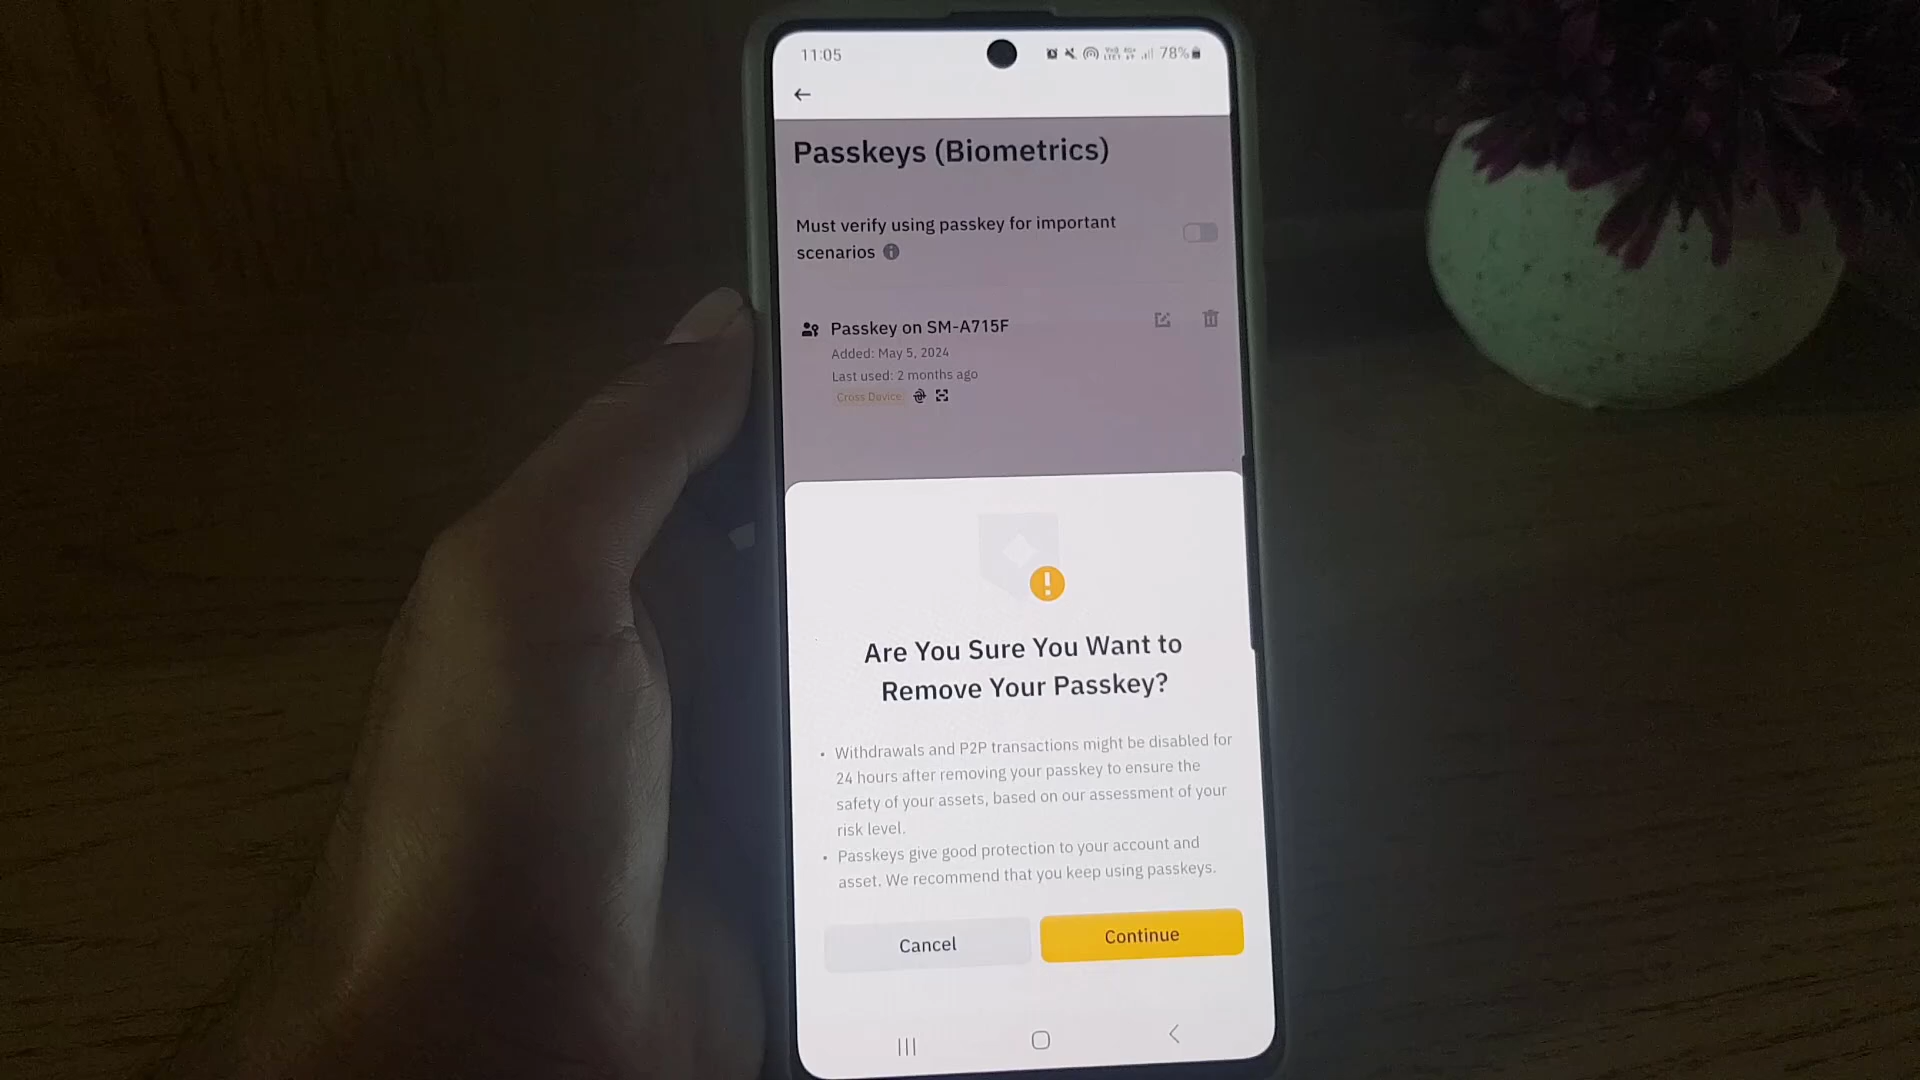 11:05
78%
Passkeys (Biometrics)
Must verify using passkey for important
scenarios
Passkey on SM-A715F
Added: May 5, 2024
Last used: 2 months ago
Cross Device
Are You Sure You Want to
Remove Your Passkey?
• Withdrawals and P2P transactions might be disabled for
24 hours after removing your passkey to ensure the
safety of your assets, based on our assessment of your
risk level.
• Passkeys give good protection to your account and
asset. We recommend that you keep using passkeys.
Cancel
Continue